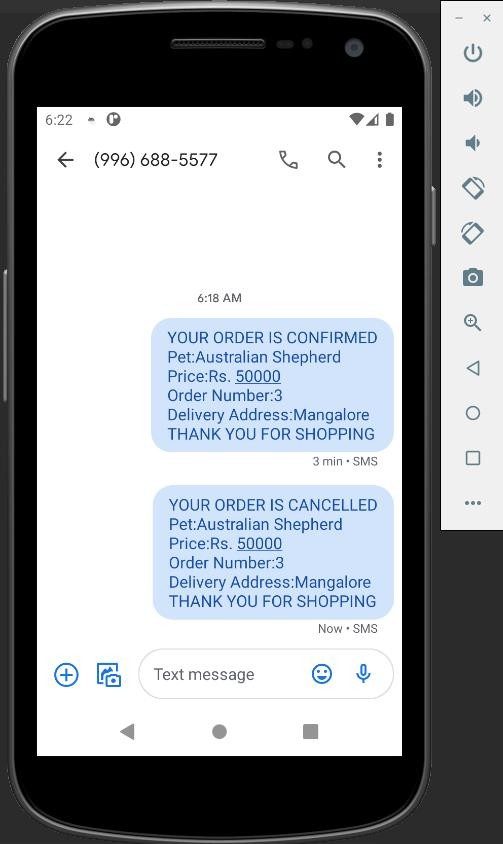 6:22
(996) 688-5577
6:18 AM
YOUR ORDER IS CONFIRMED
Pet:Australian Shepherd
Price:Rs. 50000
Order Number:3
Delivery Address:Mangalore
THANK YOU FOR SHOPPING
3 min • SMS
YOUR ORDER IS CANCELLED
Pet:Australian Shepherd
Price:Rs. 50000
Order Number:3
Delivery Address:Mangalore
THANK YOU FOR SHOPPING
Now • SMS
Text message